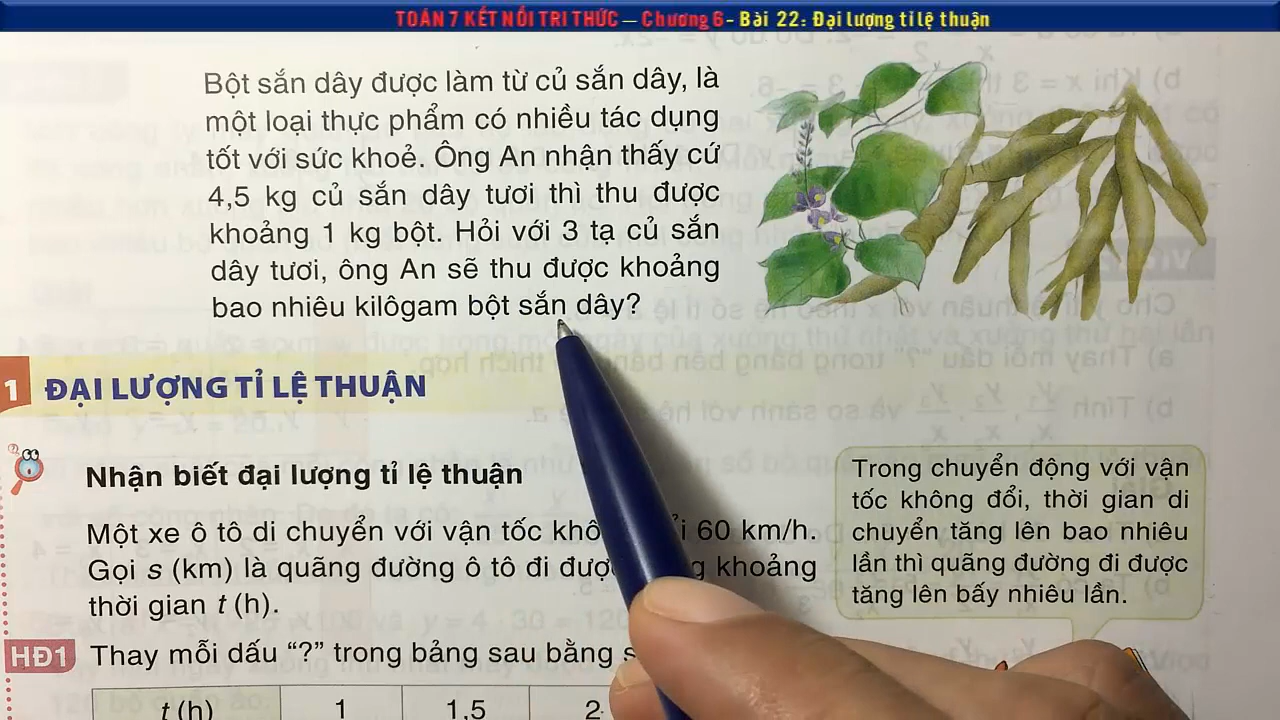 TOÁN 7 KẾT NỐI TRI THỨC – Chương 6 - Bài 22: Đại lượng tỉ lệ thuận
Bột sắn dây được làm từ củ sắn dây, là
một loại thực phẩm có nhiều tác dụng
tốt với sức khoẻ. Ông An nhận thấy cứ
4,5 kg củ sắn dây tươi thì thu được
khoảng 1 kg bột. Hỏi với 3 tạ củ sắn
dây tươi, ông An sẽ thu được khoảng
bao nhiêu kilôgam bột sắn dây?
1 ĐẠI LƯỢNG TỈ LỆ THUẬN
Nhận biết đại lượng tỉ lệ thuận
Một xe ô tô di chuyển với vận tốc 60 km/h.
Gọi s (km) là quãng đường ô tô đi khoảng
thời gian t (h).
Trong chuyển động với vận
tốc không đổi, thời gian di
chuyển tăng lên bao nhiêu
lần thì quãng đường đi được
tăng lên bấy nhiêu lần.
HĐ1 Thay mỗi dấu “?” trong bảng sau bằng
t (h) 1 1,5 2